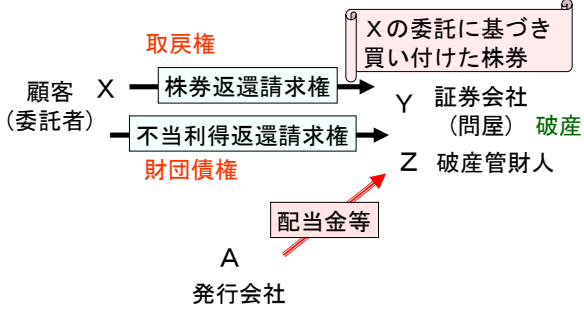 Xの委託に基づき
買い付けた株券
取戻権
顧客
(委託者)
X
株券返還請求権
Y 証券会社
(問屋) 破産
不当利得返還請求権
財団債権
Z 破産管財人
配当金等
A
発行会社